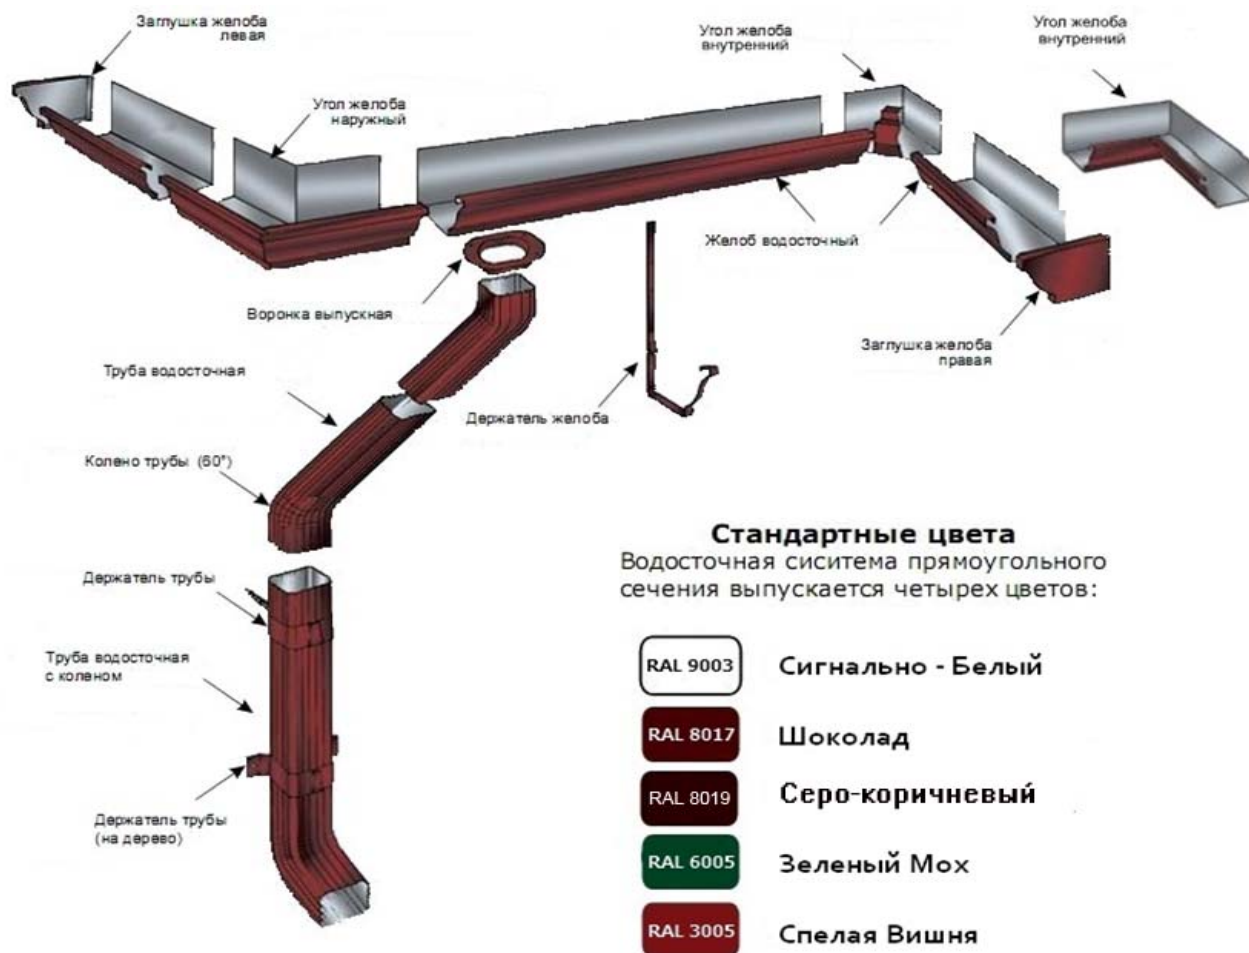 Заглушка желоба
левая
Угол желоба
внутренний
Угол желоба
внутренний
Угол желоба
наружный
Желоб водосточный
Воронка выпускная
Заглушка желоба
правая
Труба водосточная
Держатель желоба
Колено трубы (60°)
Стандартные цвета
Водосточная сиситема прямоугольного
сечения выпускается четырех цветов:
Держатель трубы
Труба водосточная
с коленом
RAL 9003 Сигнально - Белый
RAL 8017 Шоколад
RAL 8019 Серо-коричневый
Держатель трубы
(на дерево)
RAL 6005 Зеленый Мох
RAL 3005 Спелая Вишня